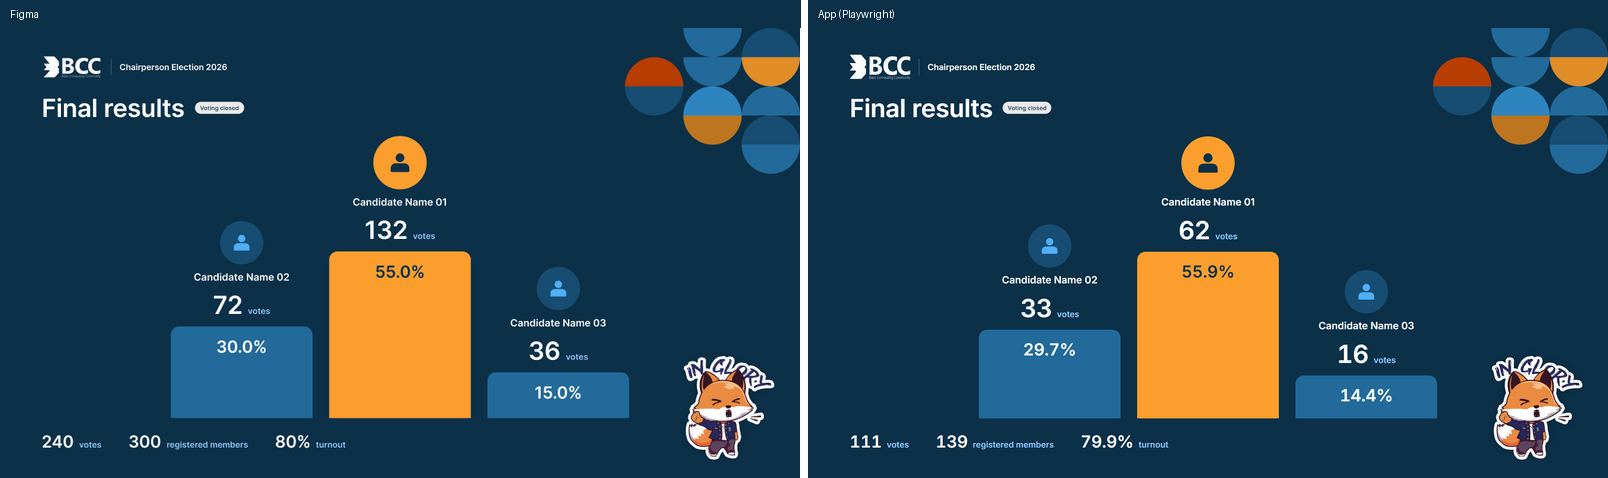 Figma
BCC
Chairperson Election 2026
Final results
Voting closed
Candidate Name 01
132 votes
55.0%
Candidate Name 02
72 votes
30.0%
Candidate Name 03
36 votes
15.0%
IN GLORY
240 votes
300 registered members
80% turnout
App (Playwright)
BCC
Chairperson Election 2026
Final results
Voting closed
Candidate Name 01
62 votes
55.9%
Candidate Name 02
33 votes
29.7%
Candidate Name 03
16 votes
14.4%
IN GLORY
111 votes
139 registered members
79.9% turnout